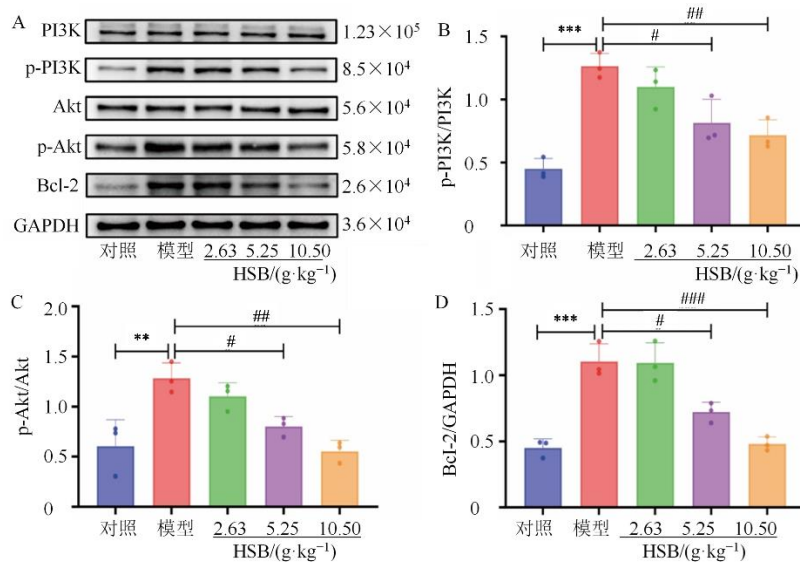 A
PI3K 1.23×10⁵
p-PI3K 8.5×10⁴
Akt 5.6×10⁴
p-Akt 5.8×10⁴
Bcl-2 2.6×10⁴
GAPDH 3.6×10⁴
对照 模型 2.63 5.25 10.50
HSB/(g·kg⁻¹)
B
p-PI3K/PI3K
1.5
1.0
0.5
0
*** # ##
对照 模型 2.63 5.25 10.50
HSB/(g·kg⁻¹)
C
p-Akt/Akt
2.0
1.5
1.0
0.5
0
** # ##
对照 模型 2.63 5.25 10.50
HSB/(g·kg⁻¹)
D
Bcl-2/GAPDH
1.5
1.0
0.5
0
*** # ###
对照 模型 2.63 5.25 10.50
HSB/(g·kg⁻¹)